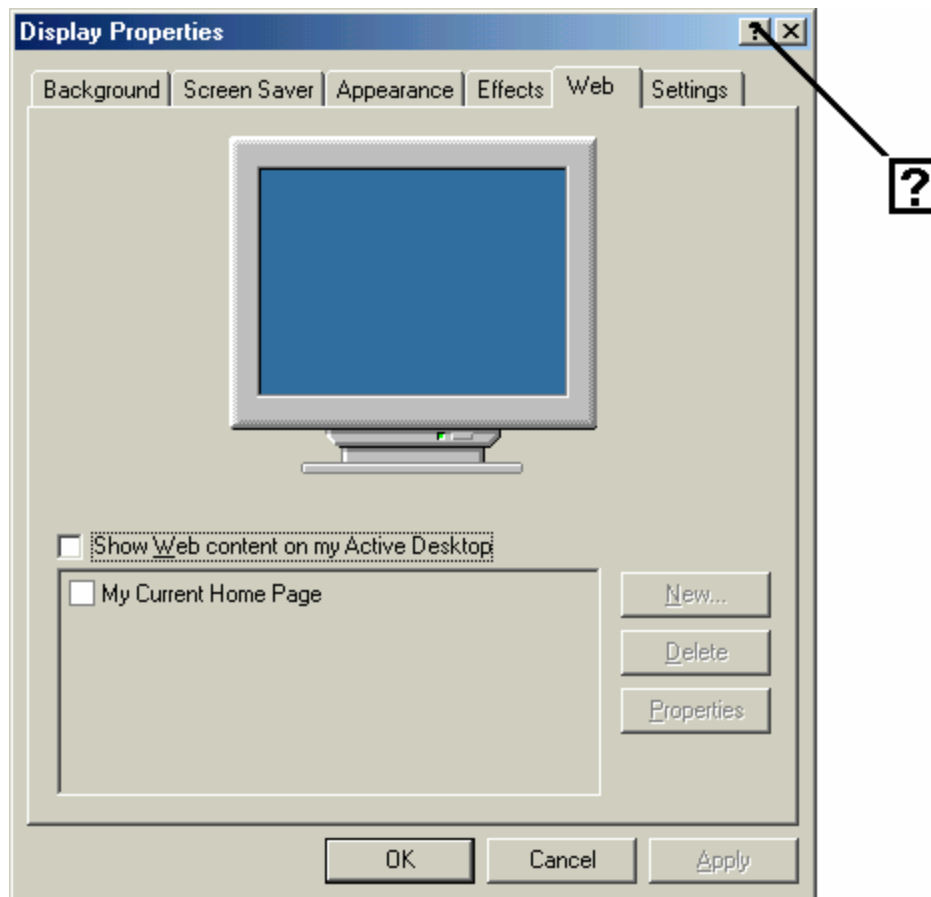 Display Properties ?
Background Screen Saver Appearance Effects Web Settings
?
Show Web content on my Active Desktop
My Current Home Page
New...
Delete
Properties
OK Cancel Apply